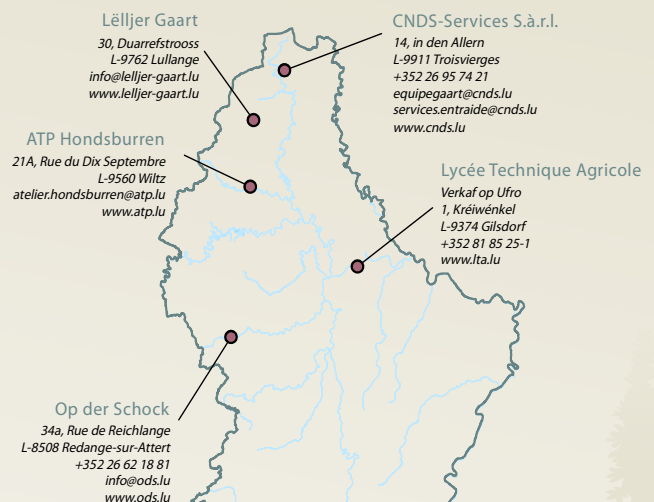 Lëlljer Gaart
30, Duarrefstrooss
L-9762 Lullange
info@lelljer-gaart.lu
www.lelljer-gaart.lu
CNDS-Services S.à.r.l.
14, in den Allern
L-9911 Troisvierges
+352 26 95 74 21
equipegaart@cnds.lu
services.entraide@cnds.lu
www.cnds.lu
ATP Hondsburren
21A, Rue du Dix Septembre
L-9560 Wiltz
atelier.hondsburren@atp.lu
www.atp.lu
Lycée Technique Agricole
Verkaf op Ufro
1, Kréiwénkel
L-9374 Gilsdorf
+352 81 85 25-1
www.lta.lu
Op der Schock
34a, Rue de Reichlange
L-8508 Redange-sur-Attert
+352 26 62 18 81
info@ods.lu
www.ods.lu